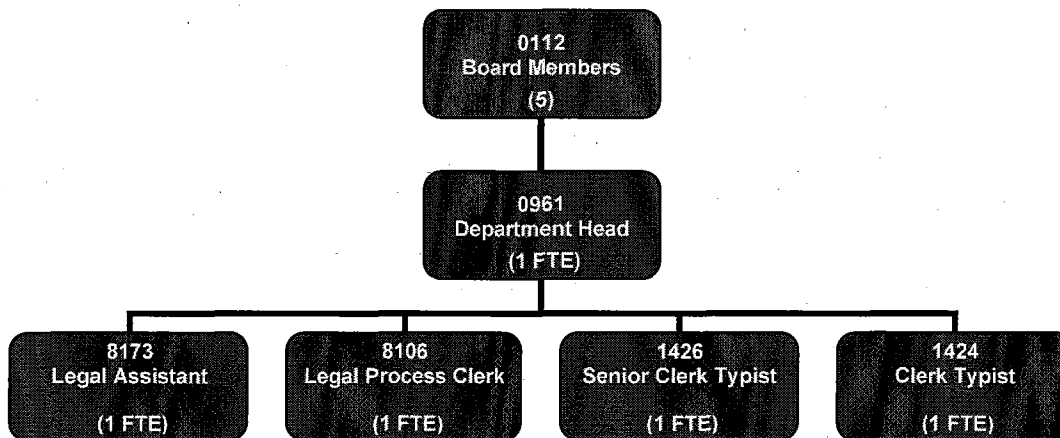 0112
Board Members
(5)
0961
Department Head
(1 FTE)
8173
Legal Assistant
(1 FTE)
8106
Legal Process Clerk
(1 FTE)
1426
Senior Clerk Typist
(1 FTE)
1424
Clerk Typist
(1 FTE)